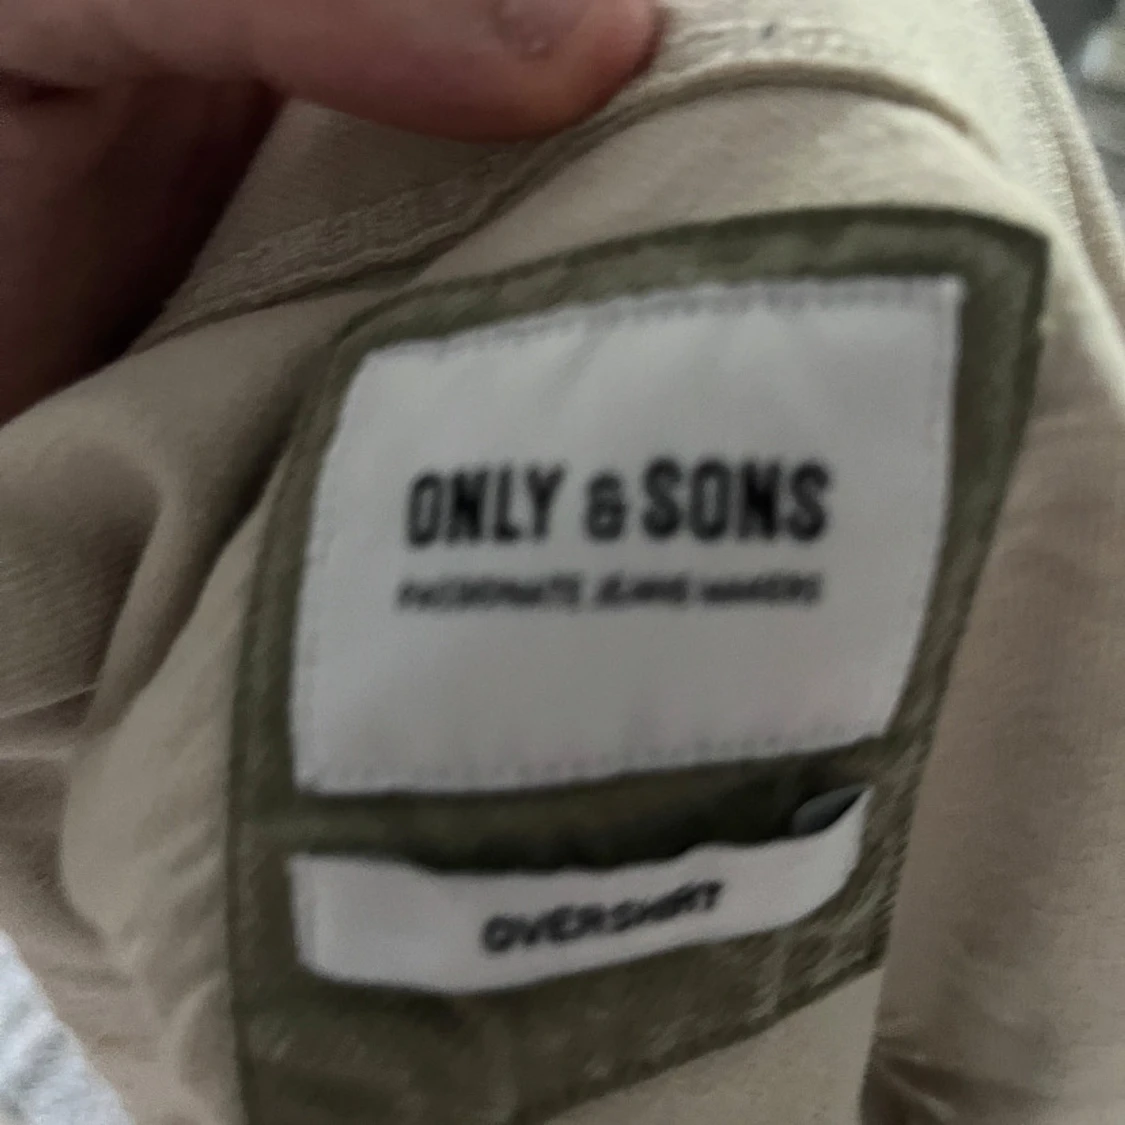 ONLY & SONS
PASSIONATE JEANS MAKERS
OVERSHIRT